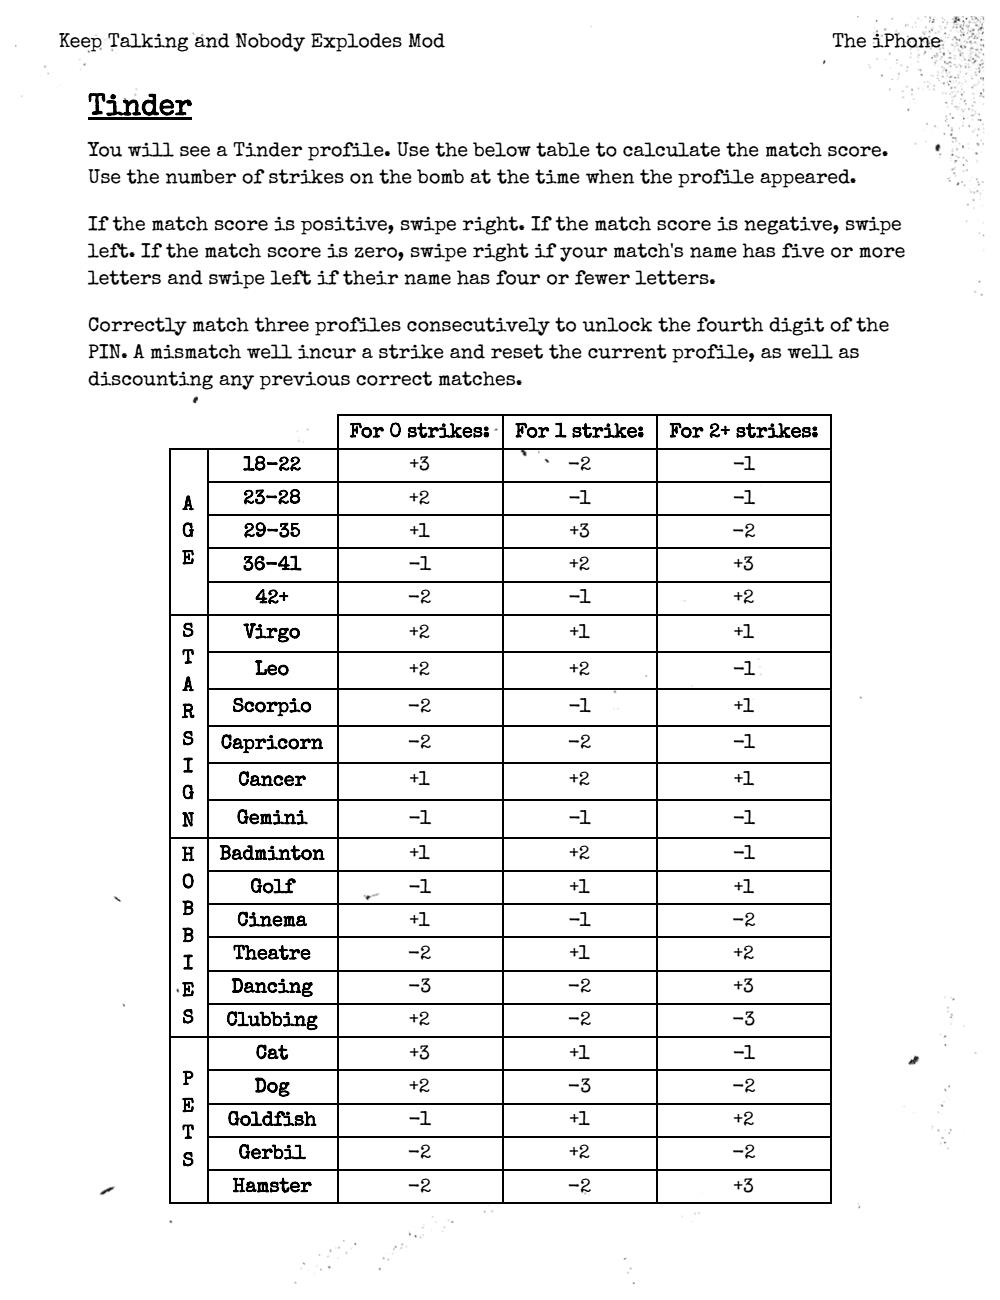 Keep Talking and Nobody Explodes Mod The iPhone
Tinder
You will see a Tinder profile. Use the below table to calculate the match score.
Use the number of strikes on the bomb at the time when the profile appeared.
If the match score is positive, swipe right. If the match score is negative, swipe
left. If the match score is zero, swipe right if your match's name has five or more
letters and swipe left if their name has four or fewer letters.
Correctly match three profiles consecutively to unlock the fourth digit of the
PIN. A mismatch well incur a strike and reset the current profile, as well as
discounting any previous correct matches.
For 0 strikes: For 1 strike: For 2+ strikes:
AGE
18-22 +3 -2 -1
23-28 +2 -1 -1
29-35 +1 +3 -2
36-41 -1 +2 +3
42+ -2 -1 +2
STARSIGN
Virgo +2 +1 +1
Leo +2 +2 -1
Scorpio -2 -1 +1
Capricorn -2 -2 -1
Cancer +1 +2 +1
Gemini -1 -1 -1
HOBBIES
Badminton +1 +2 -1
Golf -1 +1 +1
Cinema +1 -1 -2
Theatre -2 +1 +2
Dancing -3 -2 +3
Clubbing +2 -2 -3
PETS
Cat +3 +1 -1
Dog +2 -3 -2
Goldfish -1 +1 +2
Gerbil -2 +2 -2
Hamster -2 -2 +3